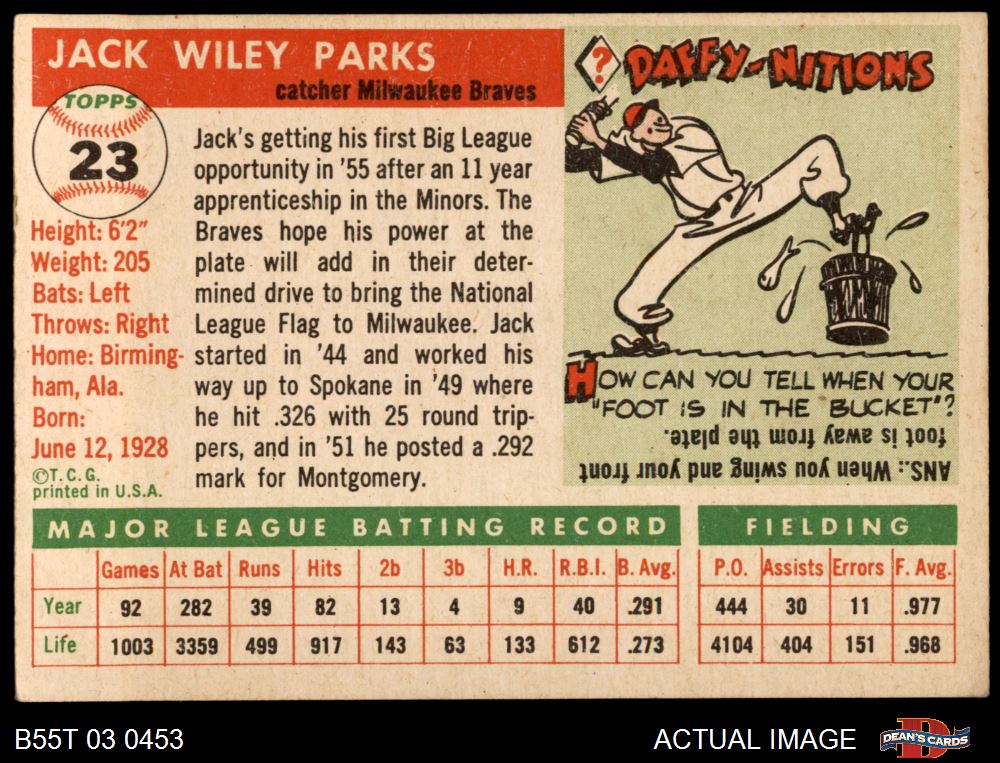 JACK WILEY PARKS
catcher Milwaukee Braves
TOPPS
23
Height: 6'2"
Weight: 205
Bats: Left
Throws: Right
Home: Birming-
ham, Ala.
Born:
June 12, 1928
©T. C. G.
printed in U.S.A.
Jack's getting his first Big League
opportunity in '55 after an 11 year
apprenticeship in the Minors. The
Braves hope his power at the
plate will add in their deter-
mined drive to bring the National
League Flag to Milwaukee. Jack
started in '44 and worked his
way up to Spokane in '49 where
he hit .326 with 25 round trip-
pers, and in '51 he posted a .292
mark for Montgomery.
? DAFFY-NITIONS
HOW CAN YOU TELL WHEN YOUR
"FOOT IS IN THE BUCKET"?
ANS.: When you swing and your front
foot is away from the plate.
MAJOR LEAGUE BATTING RECORD
Games At Bat Runs Hits 2b 3b H.R. R.B.I. B. Avg.
Year 92 282 39 82 13 4 9 40 .291
Life 1003 3359 499 917 143 63 133 612 .273
FIELDING
P.O. Assists Errors F. Avg.
444 30 11 .977
4104 404 151 .968
B55T 03 0453
ACTUAL IMAGE
D
DEAN'S CARDS